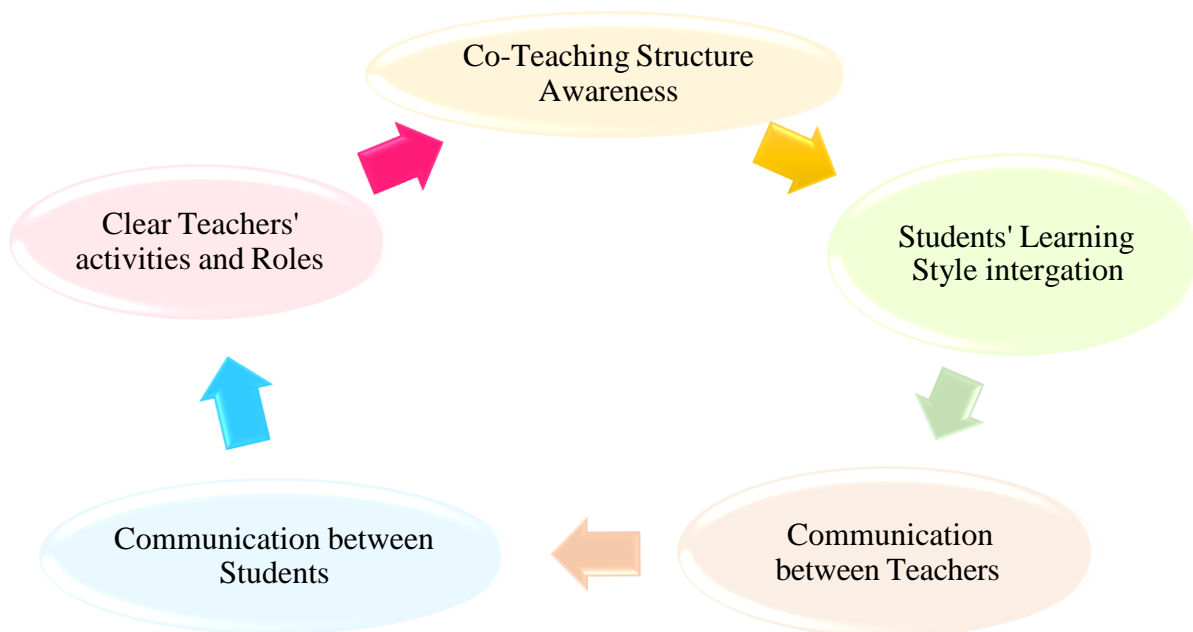 Co-Teaching Structure
Awareness
Students' Learning
Style intergation
Communication
between Teachers
Communication between
Students
Clear Teachers'
activities and Roles